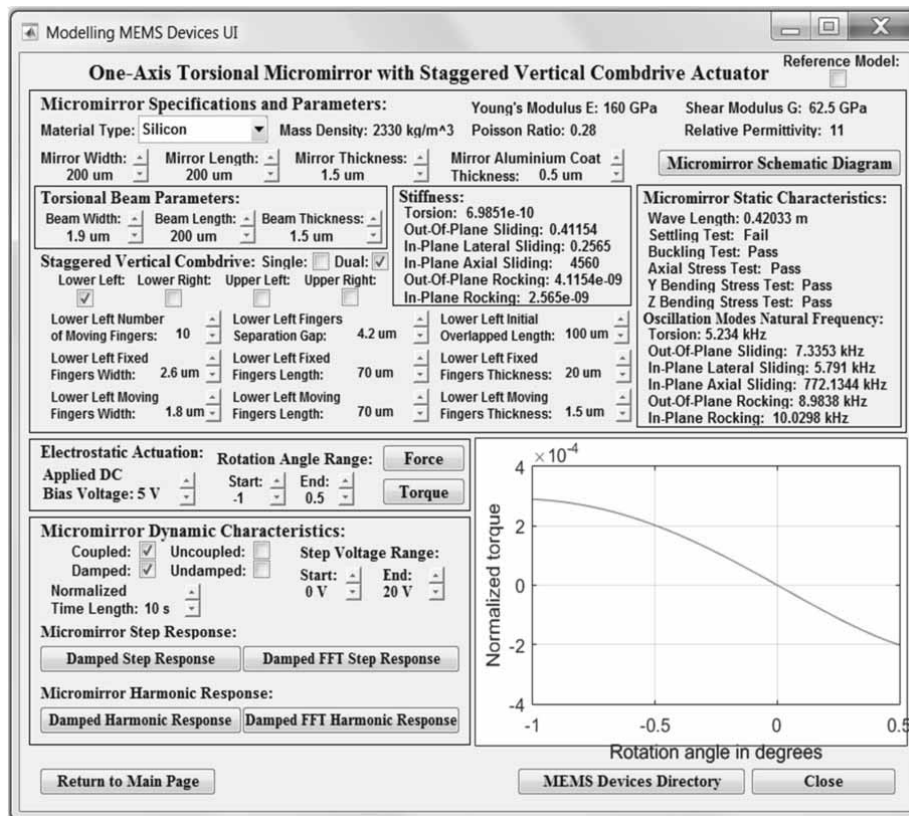 Modelling MEMS Devices UI
One-Axis Torsional Micromirror with Staggered Vertical Combdrive Actuator
Reference Model:
Micromirror Specifications and Parameters:
Young's Modulus E: 160 GPa
Shear Modulus G: 62.5 GPa
Material Type: Silicon
Mass Density: 2330 kg/m^3
Poisson Ratio: 0.28
Relative Permittivity: 11
Mirror Width: 200 um
Mirror Length: 200 um
Mirror Thickness: 1.5 um
Mirror Aluminium Coat
Thickness: 0.5 um
Micromirror Schematic Diagram
Torsional Beam Parameters:
Beam Width: 1.9 um
Beam Length: 200 um
Beam Thickness: 1.5 um
Stiffness:
Torsion: 6.9851e-10
Out-Of-Plane Sliding: 0.41154
In-Plane Lateral Sliding: 0.2565
In-Plane Axial Sliding: 4560
Out-Of-Plane Rocking: 4.1154e-09
In-Plane Rocking: 2.565e-09
Micromirror Static Characteristics:
Wave Length: 0.42033 m
Settling Test: Fail
Buckling Test: Pass
Axial Stress Test: Pass
Y Bending Stress Test: Pass
Z Bending Stress Test: Pass
Oscillation Modes Natural Frequency:
Torsion: 5.234 kHz
Out-Of-Plane Sliding: 7.3353 kHz
In-Plane Lateral Sliding: 5.791 kHz
In-Plane Axial Sliding: 772.1344 kHz
Out-Of-Plane Rocking: 8.9838 kHz
In-Plane Rocking: 10.0298 kHz
Staggered Vertical Combdrive: Single: Dual:
Lower Left: Lower Right: Upper Left: Upper Right:
Lower Left Number
of Moving Fingers: 10
Lower Left Fingers
Separation Gap: 4.2 um
Lower Left Initial
Overlapped Length: 100 um
Lower Left Fixed
Fingers Width: 2.6 um
Lower Left Fixed
Fingers Length: 70 um
Lower Left Fixed
Fingers Thickness: 20 um
Lower Left Moving
Fingers Width: 1.8 um
Lower Left Moving
Fingers Length: 70 um
Lower Left Moving
Fingers Thickness: 1.5 um
Electrostatic Actuation:
Applied DC
Bias Voltage: 5 V
Rotation Angle Range:
Start: -1
End: 0.5
Force
Torque
Micromirror Dynamic Characteristics:
Coupled: Uncoupled:
Damped: Undamped:
Normalized
Time Length: 10 s
Step Voltage Range:
Start: 0 V
End: 20 V
Micromirror Step Response:
Damped Step Response
Damped FFT Step Response
Micromirror Harmonic Response:
Damped Harmonic Response
Damped FFT Harmonic Response
×10⁻⁴
4
2
0
-2
-4
Normalized torque
-1
-0.5
0
0.5
Rotation angle in degrees
Return to Main Page
MEMS Devices Directory
Close